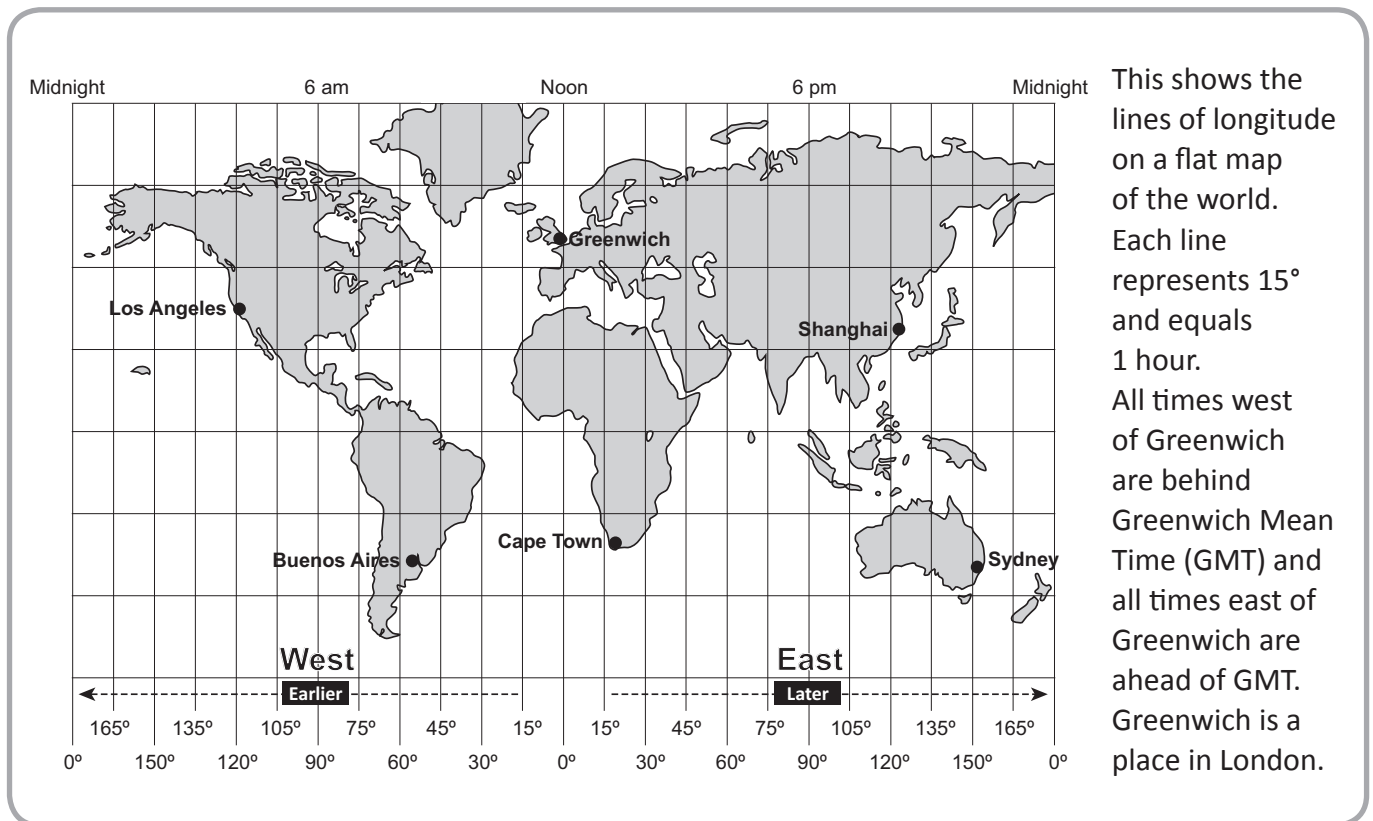 Midnight 6 am Noon 6 pm Midnight
Greenwich
Los Angeles
Shanghai
Cape Town
Buenos Aires
Sydney
West East
Earlier Later
165º 135º 105º 75º 45º 15º 15º 45º 75º 105º 135º 165º
0º 150º 120º 90º 60º 30º 0º 30º 60º 90º 120º 150º 0º
This shows the
lines of longitude
on a flat map
of the world.
Each line
represents 15°
and equals
1 hour.
All times west
of Greenwich
are behind
Greenwich Mean
Time (GMT) and
all times east of
Greenwich are
ahead of GMT.
Greenwich is a
place in London.